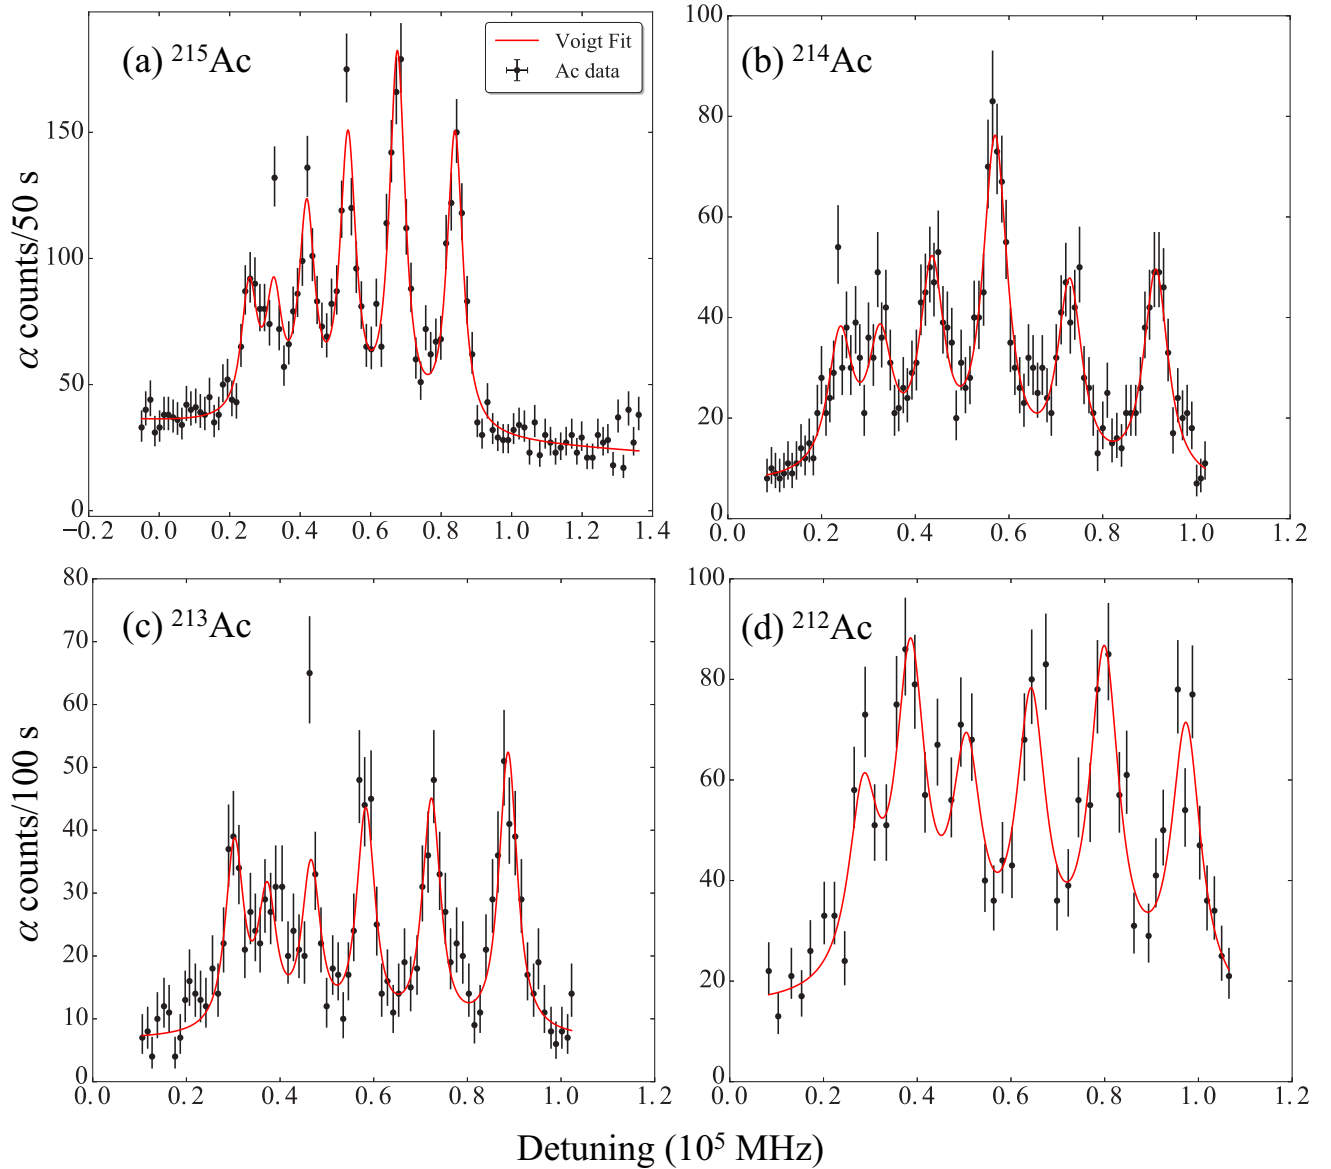 (a) ²¹⁵Ac
Voigt Fit
Ac data
150
100
50
0
−0.2 0.0 0.2 0.4 0.6 0.8 1.0 1.2 1.4
α counts/50 s
(b) ²¹⁴Ac
100
80
60
40
20
0
0.0 0.2 0.4 0.6 0.8 1.0 1.2
(c) ²¹³Ac
80
70
60
50
40
30
20
10
0
0.0 0.2 0.4 0.6 0.8 1.0 1.2
α counts/100 s
(d) ²¹²Ac
100
80
60
40
20
0
0.0 0.2 0.4 0.6 0.8 1.0 1.2
Detuning (10⁵ MHz)